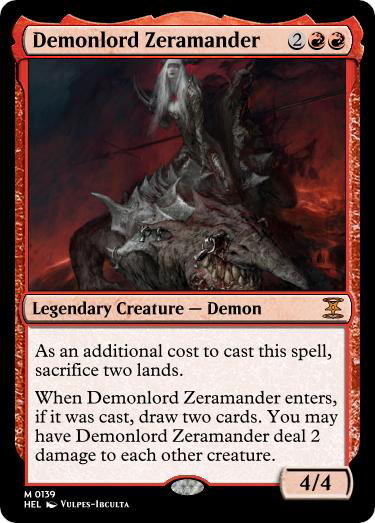 Demonlord Zeramander 2
Legendary Creature — Demon
As an additional cost to cast this spell,
sacrifice two lands.
When Demonlord Zeramander enters,
if it was cast, draw two cards. You may
have Demonlord Zeramander deal 2
damage to each other creature.
4/4
M 0139
HEL Vulpes-Ibculta